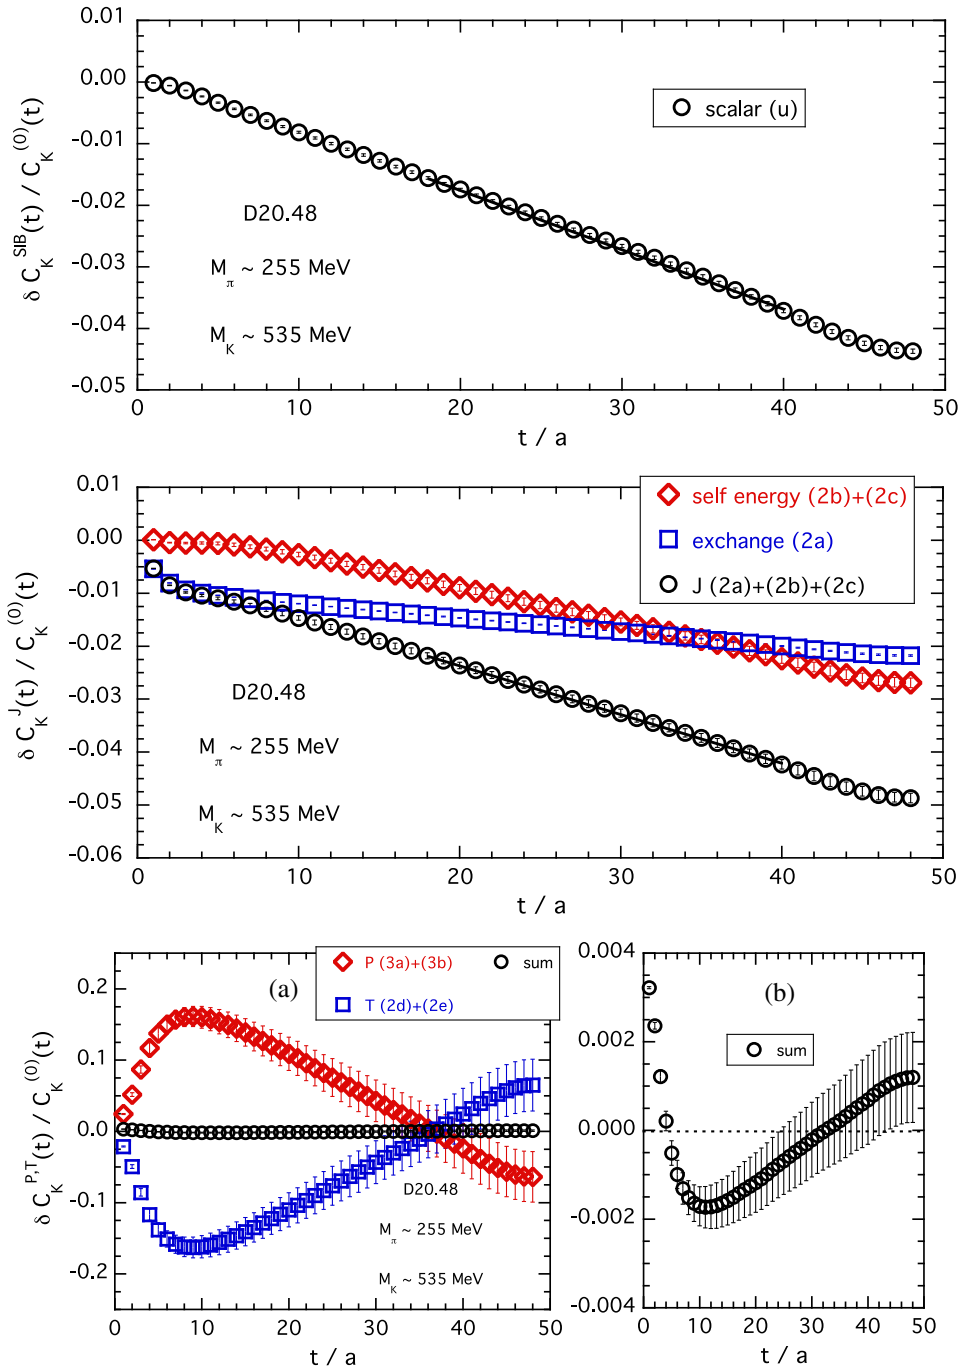 0.01
0.00
-0.01
-0.02
-0.03
-0.04
-0.05
δ C_K^SIB(t) / C_K^(0)(t)
scalar (u)
D20.48
M_π ~ 255 MeV
M_K ~ 535 MeV
0 10 20 30 40 50
t / a
0.01
0.00
-0.01
-0.02
-0.03
-0.04
-0.05
-0.06
δ C_K^J(t) / C_K^(0)(t)
self energy (2b)+(2c)
exchange (2a)
J (2a)+(2b)+(2c)
D20.48
M_π ~ 255 MeV
M_K ~ 535 MeV
0 10 20 30 40 50
t / a
P (3a)+(3b) sum
T (2d)+(2e)
(a)
0.2
0.1
0.0
-0.1
-0.2
δ C_K^P,T(t) / C_K^(0)(t)
D20.48
M_π ~ 255 MeV
M_K ~ 535 MeV
0 10 20 30 40 50
t / a
0.004
0.002
0.000
-0.002
-0.004
(b)
sum
0 10 20 30 40 50
t / a